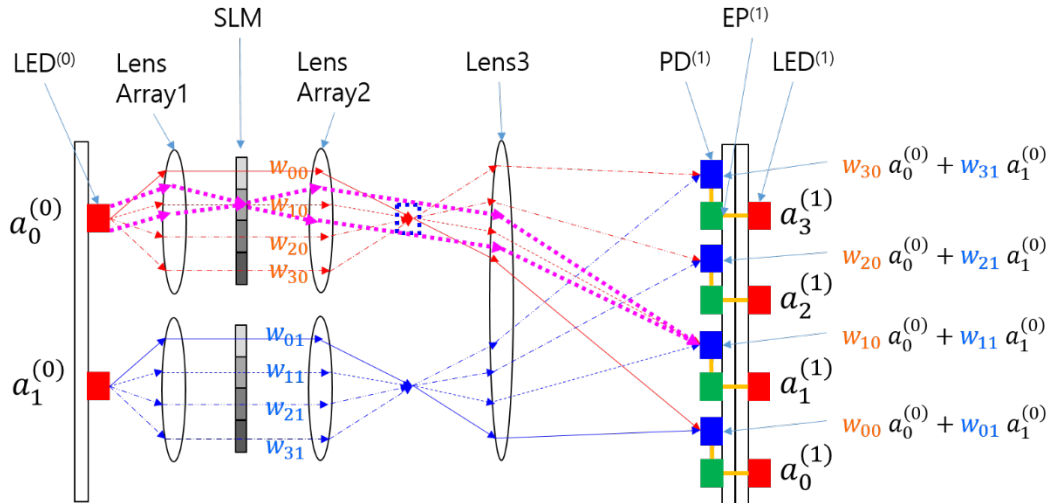 SLM
EP⁽¹⁾
LED⁽⁰⁾
Lens
Array1
Lens
Array2
Lens3
PD⁽¹⁾
LED⁽¹⁾
w₀₀
w₁₀
w₂₀
w₃₀
a₀⁽⁰⁾
w₃₀ a₀⁽⁰⁾ + w₃₁ a₁⁽⁰⁾
a₃⁽¹⁾
w₂₀ a₀⁽⁰⁾ + w₂₁ a₁⁽⁰⁾
a₂⁽¹⁾
w₀₁
w₁₁
w₂₁
w₃₁
a₁⁽⁰⁾
w₁₀ a₀⁽⁰⁾ + w₁₁ a₁⁽⁰⁾
a₁⁽¹⁾
w₀₀ a₀⁽⁰⁾ + w₀₁ a₁⁽⁰⁾
a₀⁽¹⁾